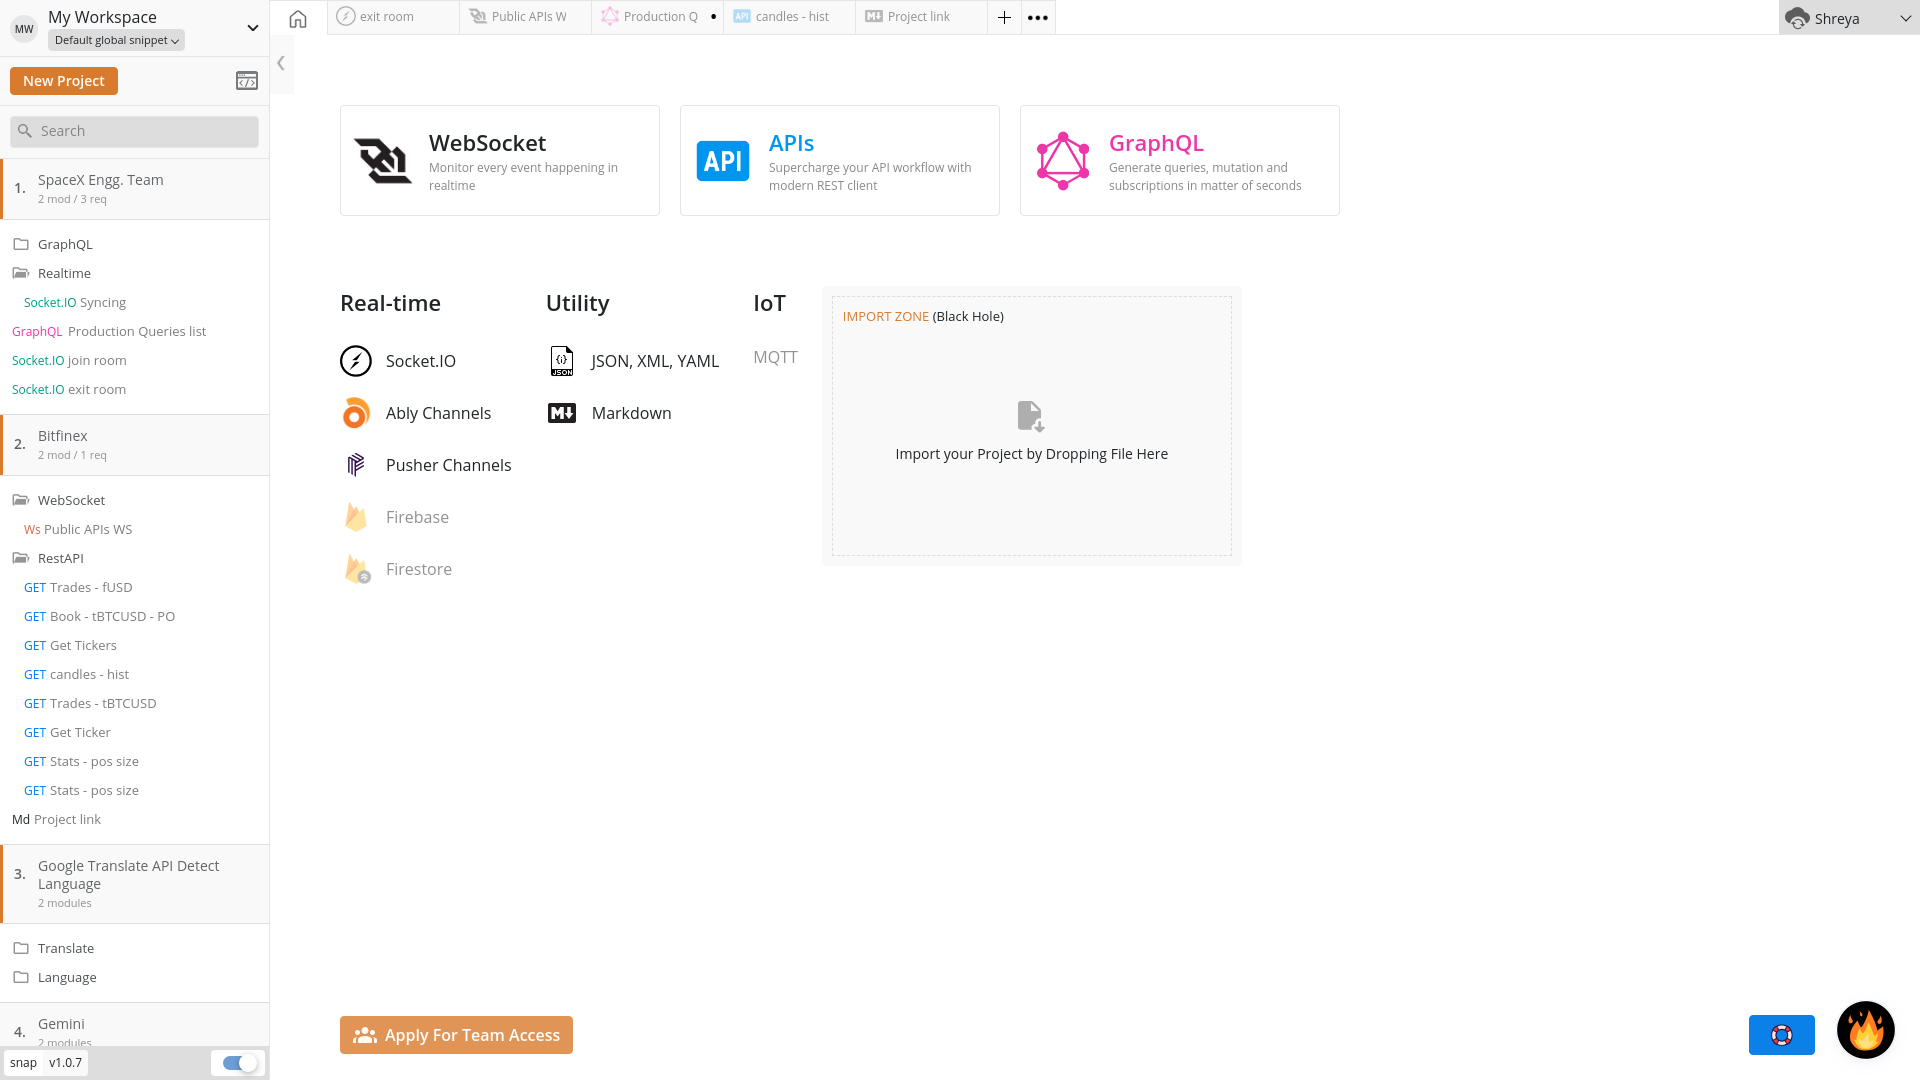 MW
My Workspace
Default global snippet
New Project
Search
1.
SpaceX Engg. Team
2 mod / 3 req
GraphQL
Realtime
Socket.IO Syncing
GraphQL Production Queries list
Socket.IO join room
Socket.IO exit room
2.
Bitfinex
2 mod / 1 req
WebSocket
Ws Public APIs WS
RestAPI
GET Trades - fUSD
GET Book - tBTCUSD - PO
GET Get Tickers
GET candles - hist
GET Trades - tBTCUSD
GET Get Ticker
GET Stats - pos size
GET Stats - pos size
Md Project link
3.
Google Translate API Detect
Language
2 modules
Translate
Language
4.
Gemini
2 modules
snap v1.0.7
exit room
Public APIs W
Production Q
API candles - hist
Project link
Shreya
WebSocket
Monitor every event happening in
realtime
API
APIs
Supercharge your API workflow with
modern REST client
GraphQL
Generate queries, mutation and
subscriptions in matter of seconds
Real-time
Socket.IO
Ably Channels
Pusher Channels
Firebase
Firestore
Utility
JSON
JSON, XML, YAML
Markdown
IoT
MQTT
IMPORT ZONE (Black Hole)
Import your Project by Dropping File Here
Apply For Team Access